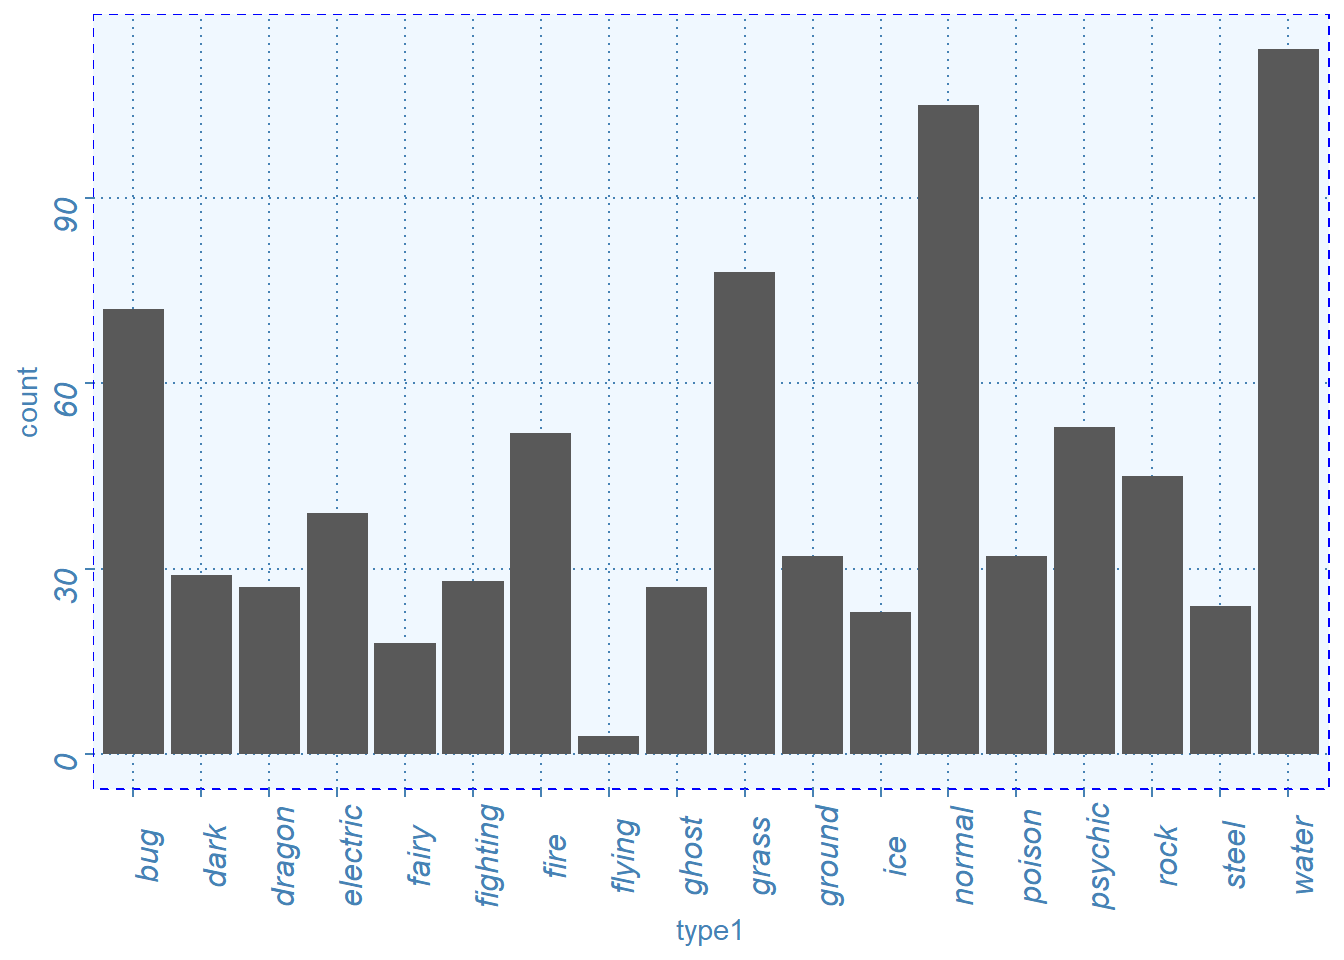 count
90
60
30
0
bug
dark
dragon
electric
fairy
fighting
fire
flying
ghost
grass
ground
ice
normal
poison
psychic
rock
steel
water
type1